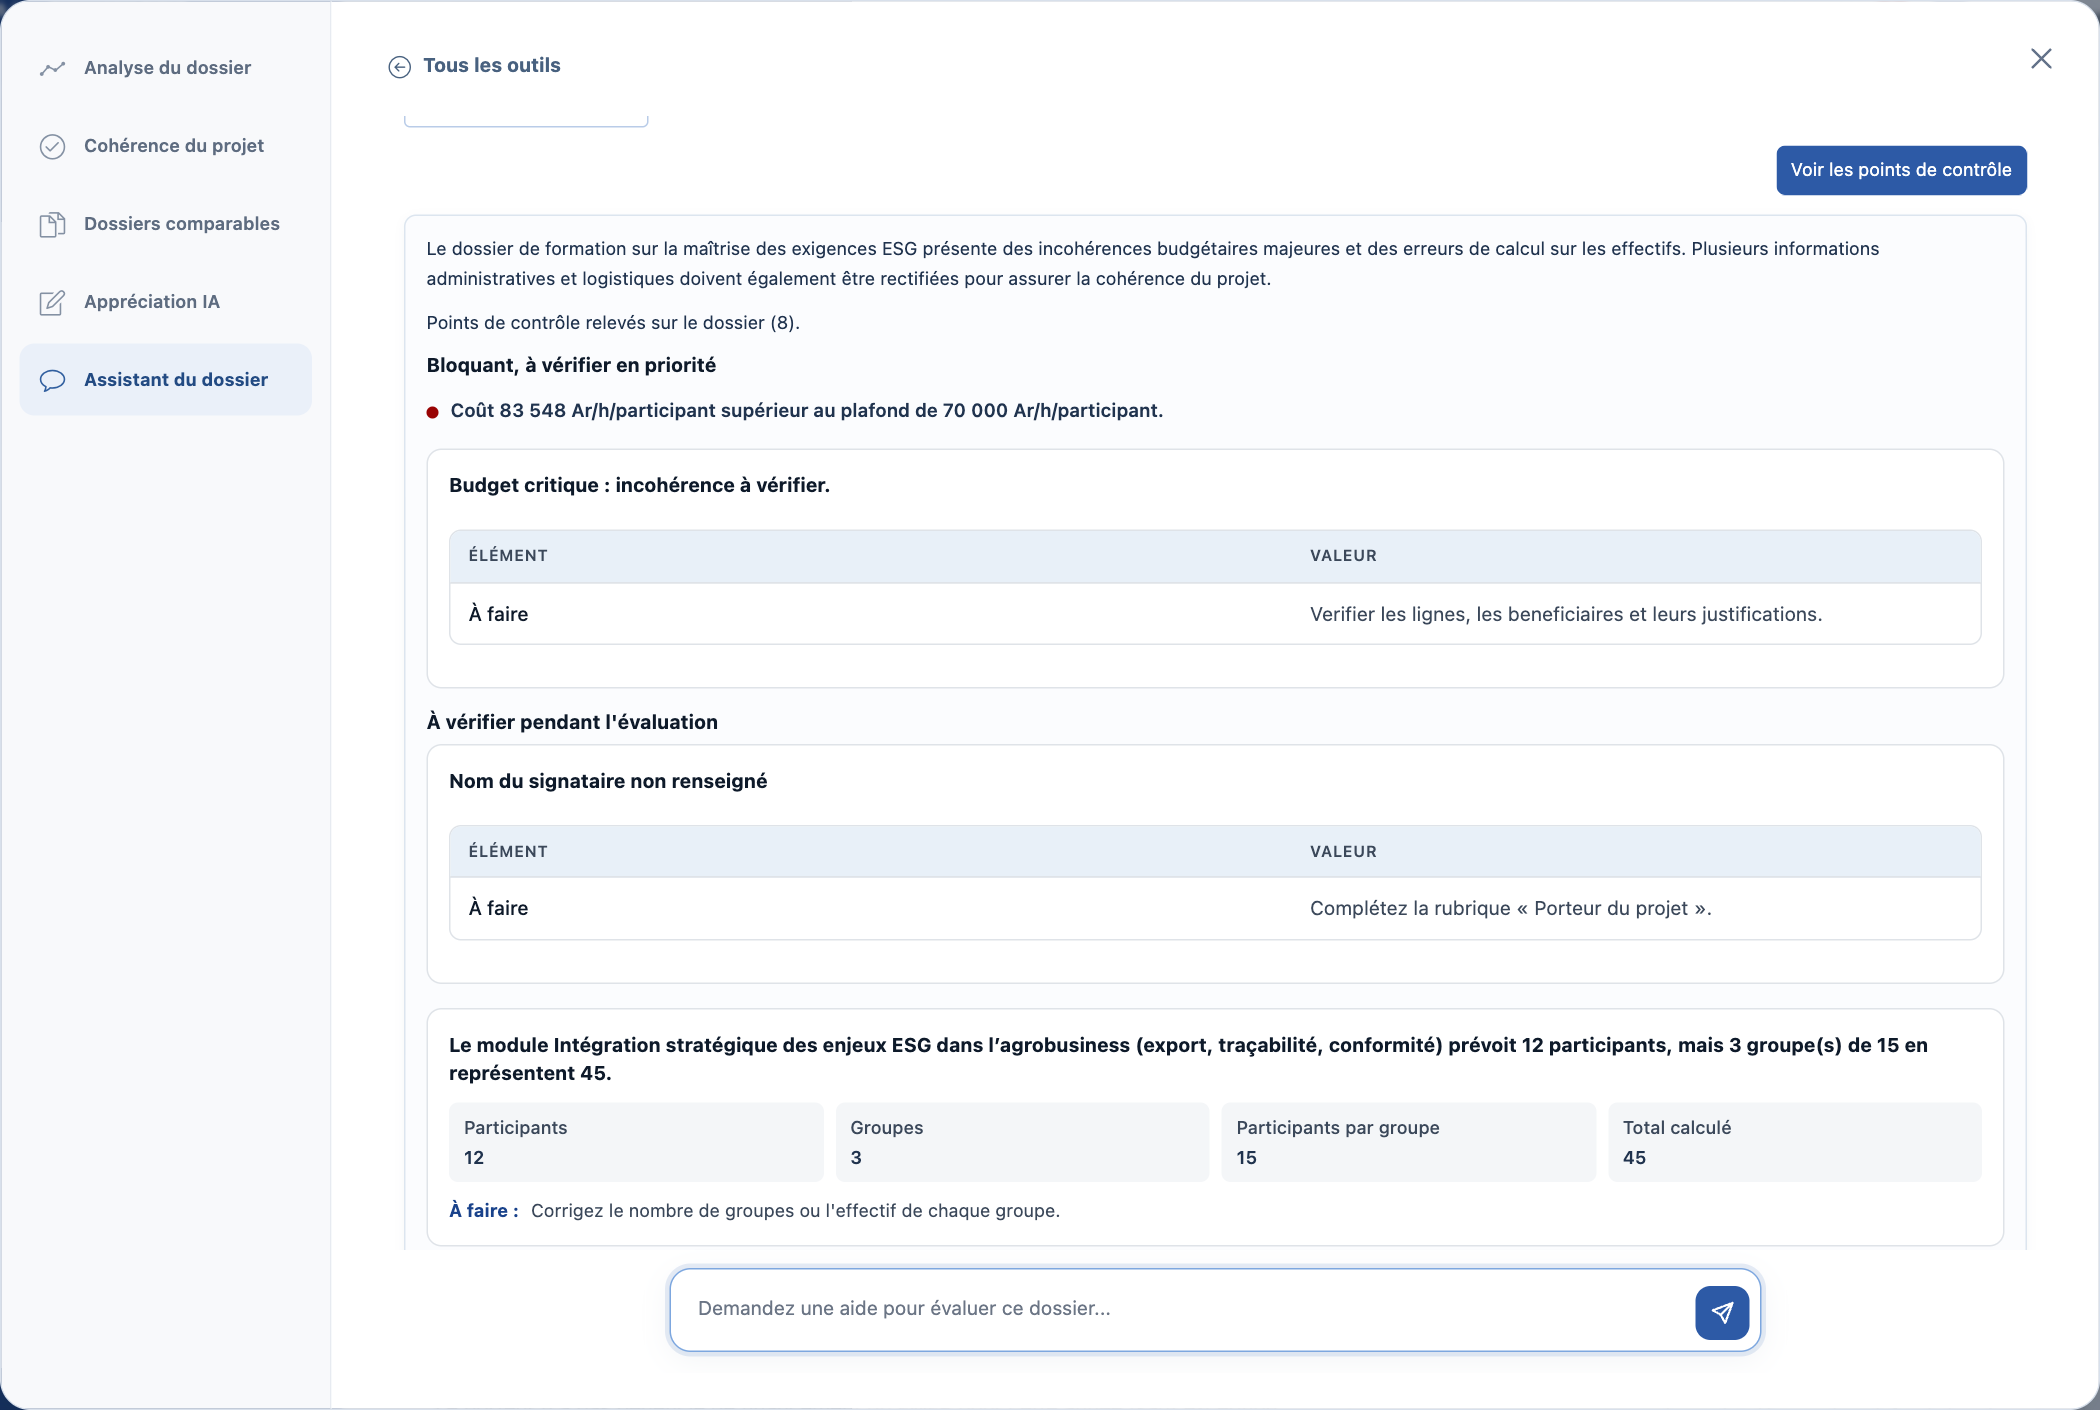 Analyse du dossier
Cohérence du projet
Dossiers comparables
Appréciation IA
Assistant du dossier
Tous les outils
Voir les points de contrôle
Le dossier de formation sur la maîtrise des exigences ESG présente des incohérences budgétaires majeures et des erreurs de calcul sur les effectifs. Plusieurs informations
administratives et logistiques doivent également être rectifiées pour assurer la cohérence du projet.
Points de contrôle relevés sur le dossier (8).
Bloquant, à vérifier en priorité
Coût 83 548 Ar/h/participant supérieur au plafond de 70 000 Ar/h/participant.
Budget critique : incohérence à vérifier.
ÉLÉMENT VALEUR
À faire Verifier les lignes, les beneficiaires et leurs justifications.
À vérifier pendant l'évaluation
Nom du signataire non renseigné
ÉLÉMENT VALEUR
À faire Complétez la rubrique « Porteur du projet ».
Le module Intégration stratégique des enjeux ESG dans l’agrobusiness (export, traçabilité, conformité) prévoit 12 participants, mais 3 groupe(s) de 15 en
représentent 45.
Participants Groupes Participants par groupe Total calculé
12 3 15 45
À faire : Corrigez le nombre de groupes ou l'effectif de chaque groupe.
Demandez une aide pour évaluer ce dossier...